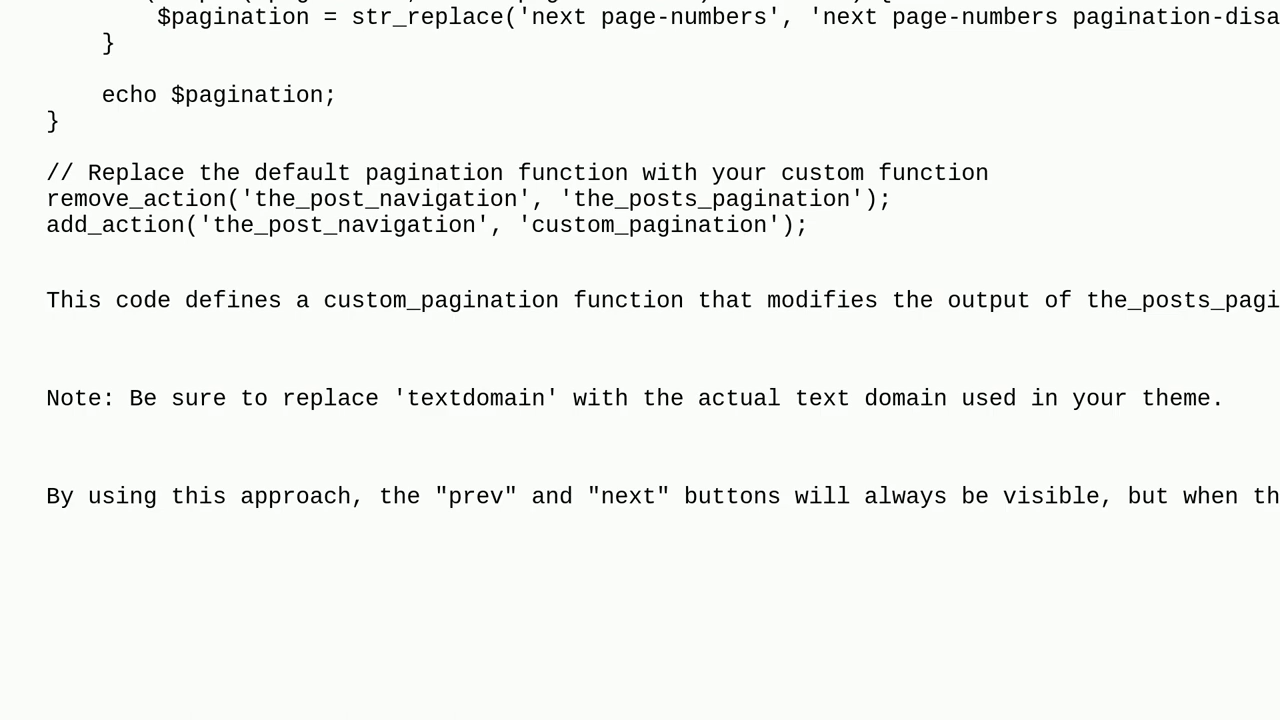 $pagination = str_replace('next page-numbers', 'next page-numbers pagination-disa
}
echo $pagination;
}
// Replace the default pagination function with your custom function
remove_action('the_post_navigation', 'the_posts_pagination');
add_action('the_post_navigation', 'custom_pagination');
This code defines a custom_pagination function that modifies the output of the_posts_pagi
Note: Be sure to replace 'textdomain' with the actual text domain used in your theme.
By using this approach, the "prev" and "next" buttons will always be visible, but when th